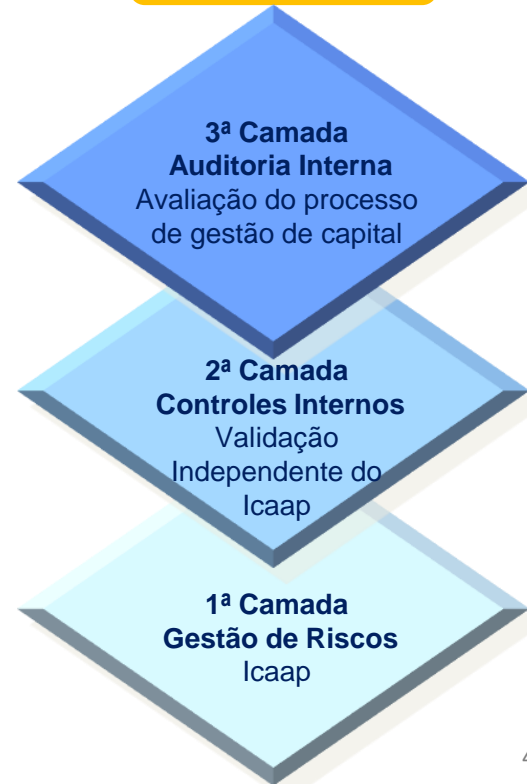 3ª Camada
Auditoria Interna
Avaliação do processo
de gestão de capital
2ª Camada
Controles Internos
Validação
Independente do
Icaap
1ª Camada
Gestão de Riscos
Icaap
4